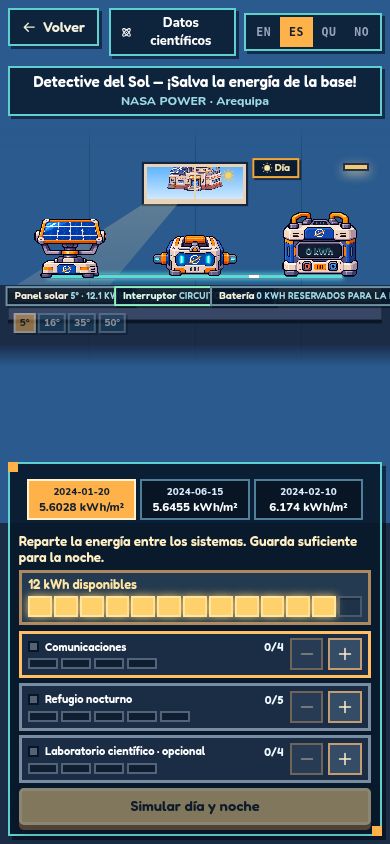 ← Volver
Datos
científicos
EN ES QU NO
Detective del Sol — ¡Salva la energía de la base!
NASA POWER · Arequipa
Día
0 kWh
Panel solar 5° · 12.1 KW
Interruptor CIRCUI
Batería 0 KWH RESERVADOS PARA LA
5° 16° 35° 50°
2024-01-20
5.6028 kWh/m²
2024-06-15
5.6455 kWh/m²
2024-02-10
6.174 kWh/m²
Reparte la energía entre los sistemas. Guarda suficiente
para la noche.
12 kWh disponibles
Comunicaciones 0/4 − +
Refugio nocturno 0/5 − +
Laboratorio científico · opcional 0/4 − +
Simular día y noche